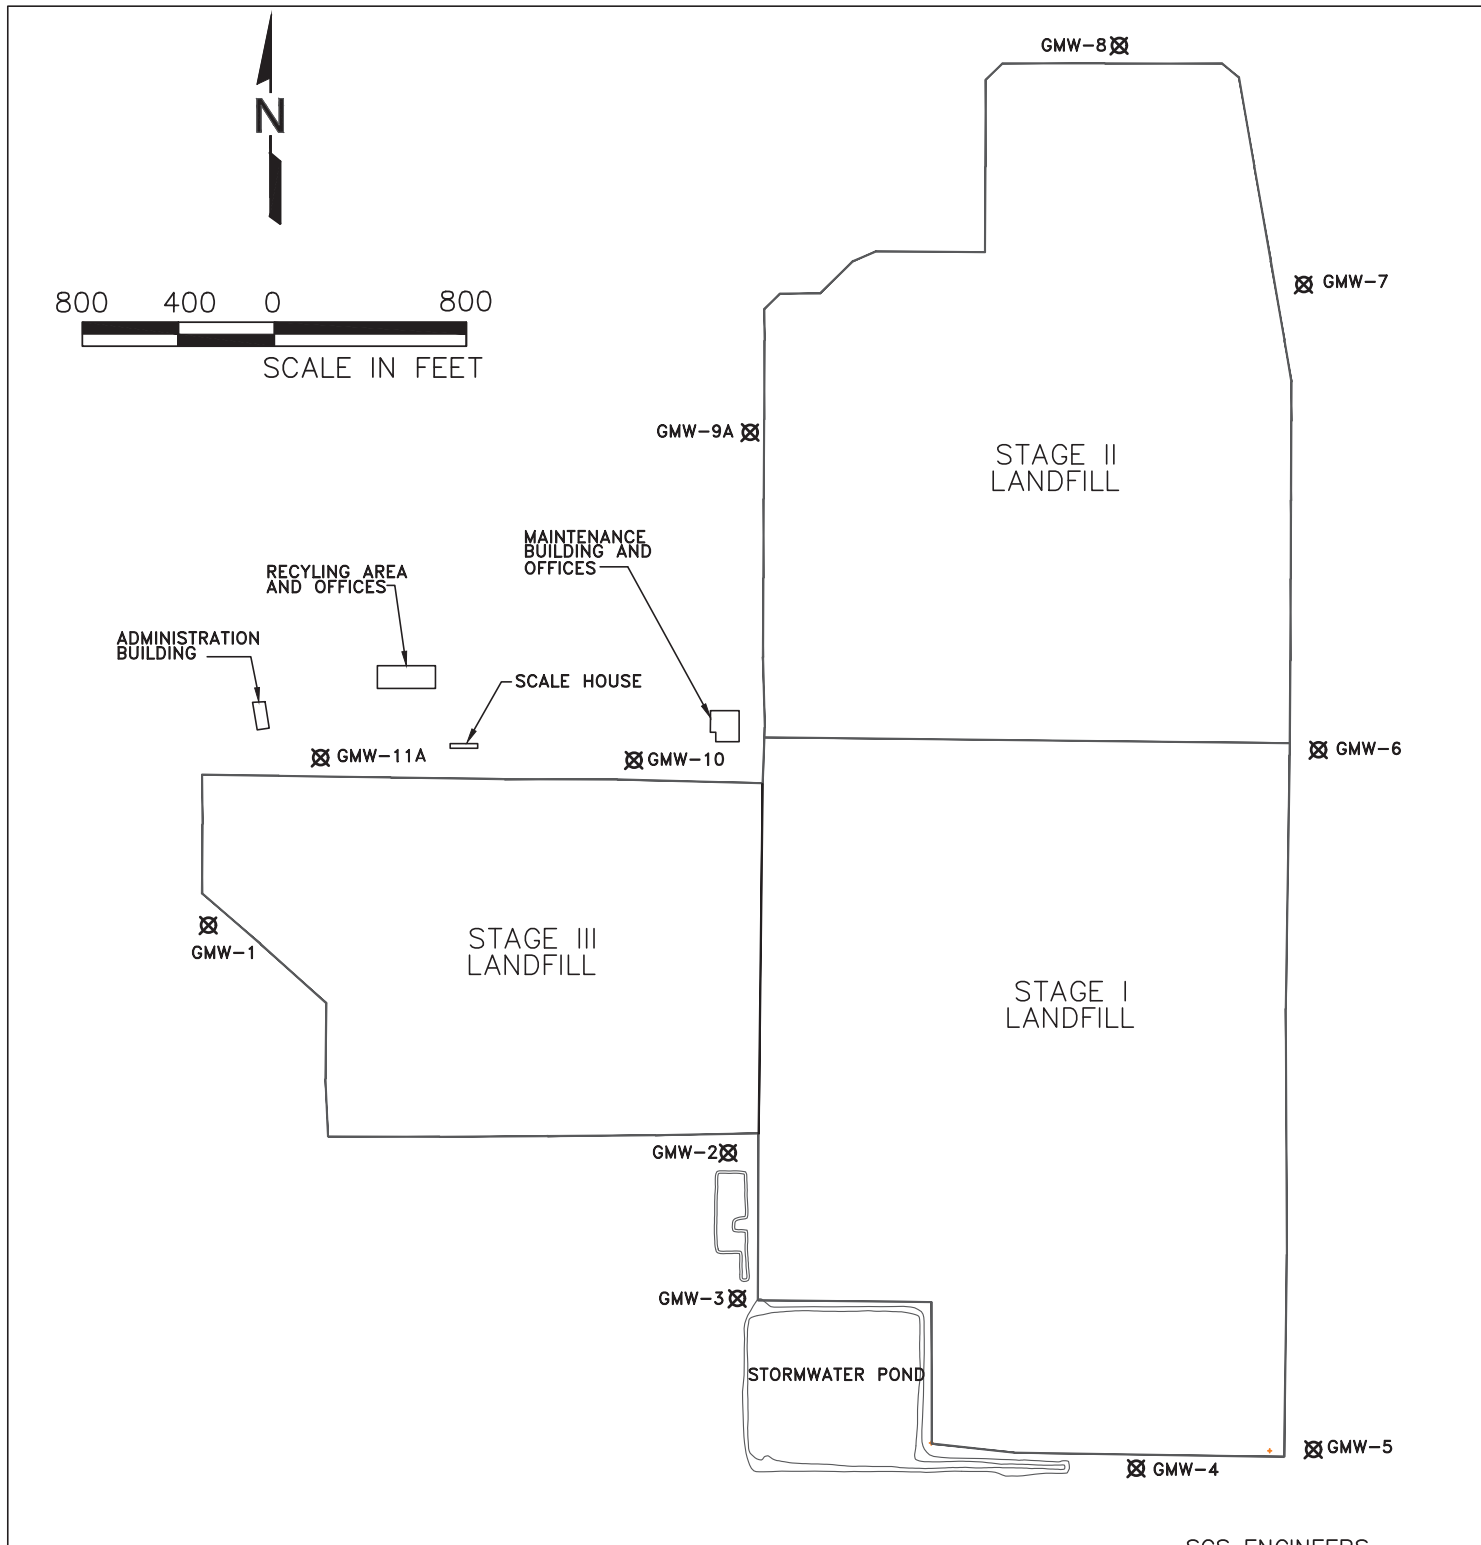 GMW-8
N
GMW-7
800 400 0 800
SCALE IN FEET
GMW-9A
STAGE II
LANDFILL
MAINTENANCE
BUILDING AND
OFFICES
RECYLING AREA
AND OFFICES
ADMINISTRATION
BUILDING
SCALE HOUSE
GMW-11A
GMW-10
GMW-6
GMW-1
STAGE III
LANDFILL
STAGE I
LANDFILL
GMW-2
GMW-3
STORMWATER POND
GMW-5
GMW-4
SCS ENGINEERS